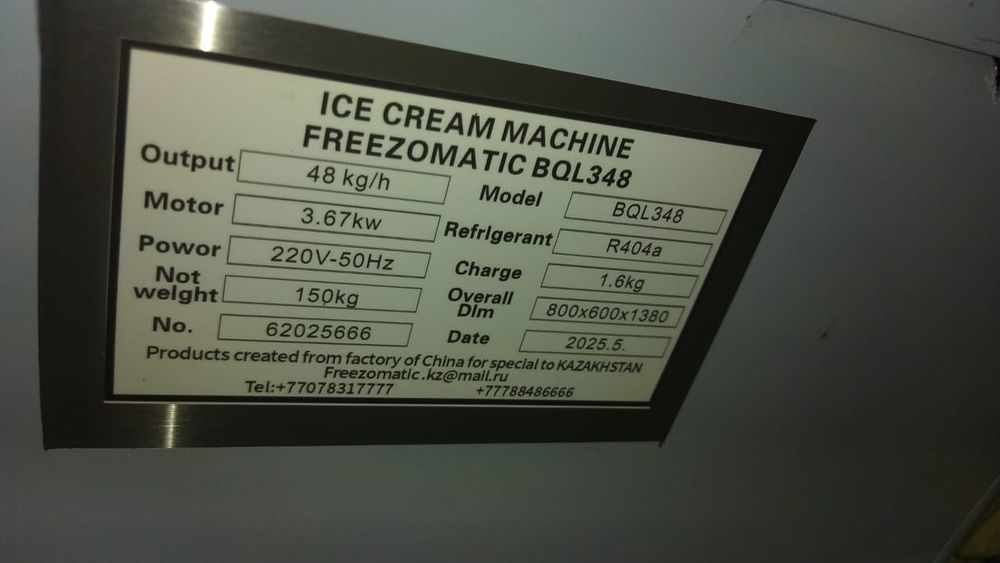 ICE CREAM MACHINE
FREEZOMATIC BQL348
Output 48 kg/h Model BQL348
Motor 3.67kw RefrIgerant R404a
Powor 220V-50Hz Charge 1.6kg
Not welght 150kg Overall DIm 800x600x1380
No. 62025666 Date 2025.5.
Products created from factory of China for special to KAZAKHSTAN
Freezomatic.kz@mail.ru
Tel:+77078317777 +77788486666